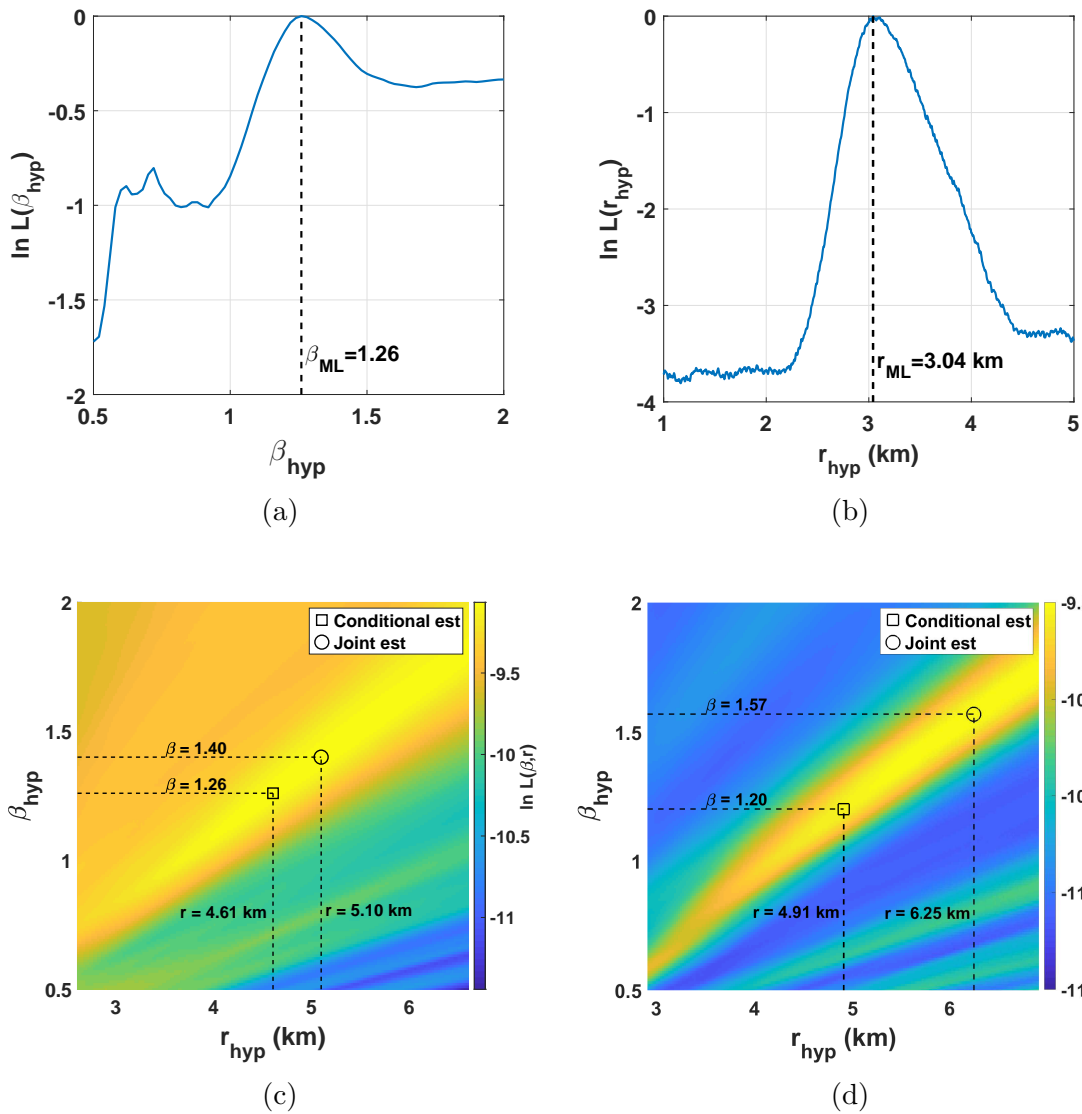 0
-0.5
-1
-1.5
-2
ln L(β_hyp)
0.5 1 1.5 2
β_hyp
β_ML=1.26
(a)
0
-1
-2
-3
-4
ln L(r_hyp)
1 2 3 4 5
r_hyp (km)
r_ML=3.04 km
(b)
2
1.5
1
0.5
β_hyp
Conditional est
Joint est
β = 1.40
β = 1.26
r = 4.61 km
r = 5.10 km
3 4 5 6
r_hyp (km)
-9.5
-10
-10.5
-11
ln L(β,r)
(c)
2
1.5
1
0.5
β_hyp
Conditional est
Joint est
β = 1.57
β = 1.20
r = 4.91 km
r = 6.25 km
3 4 5 6
r_hyp (km)
-9.
-10
-10
-11
(d)